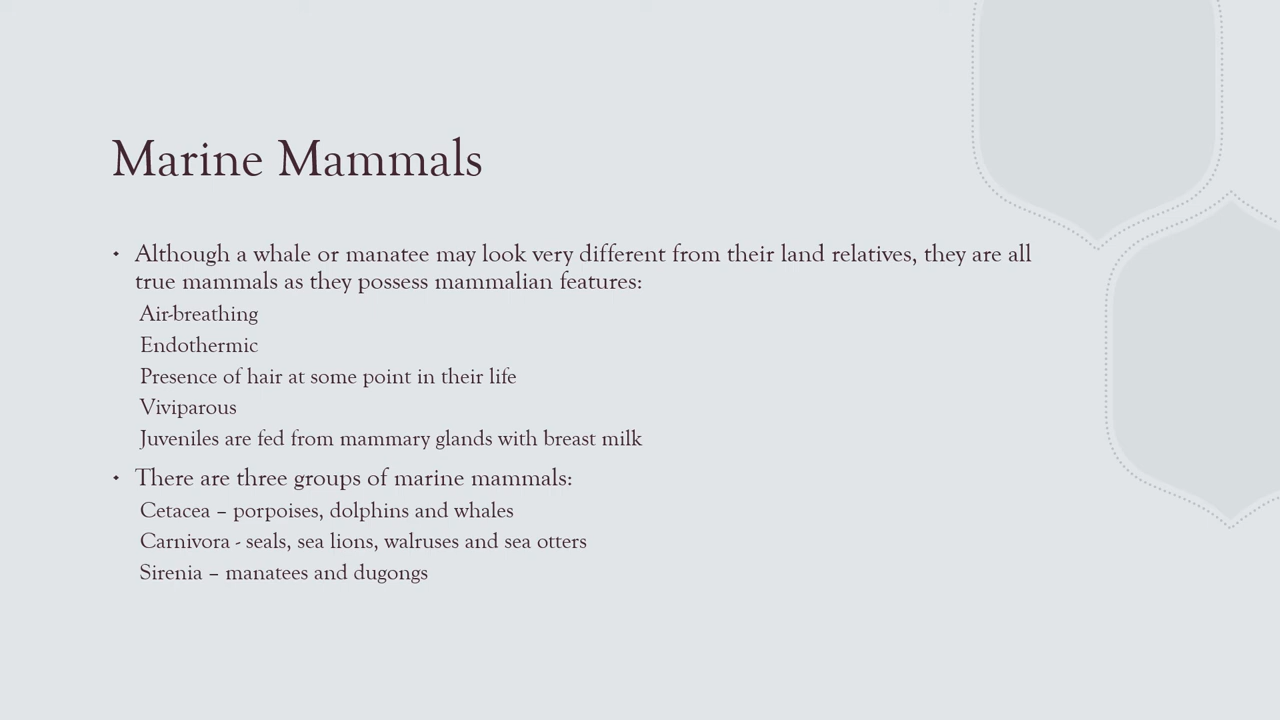 Marine Mammals
• Although a whale or manatee may look very different from their land relatives, they are all
true mammals as they possess mammalian features:
Air-breathing
Endothermic
Presence of hair at some point in their life
Viviparous
Juveniles are fed from mammary glands with breast milk
• There are three groups of marine mammals:
Cetacea – porpoises, dolphins and whales
Carnivora - seals, sea lions, walruses and sea otters
Sirenia – manatees and dugongs